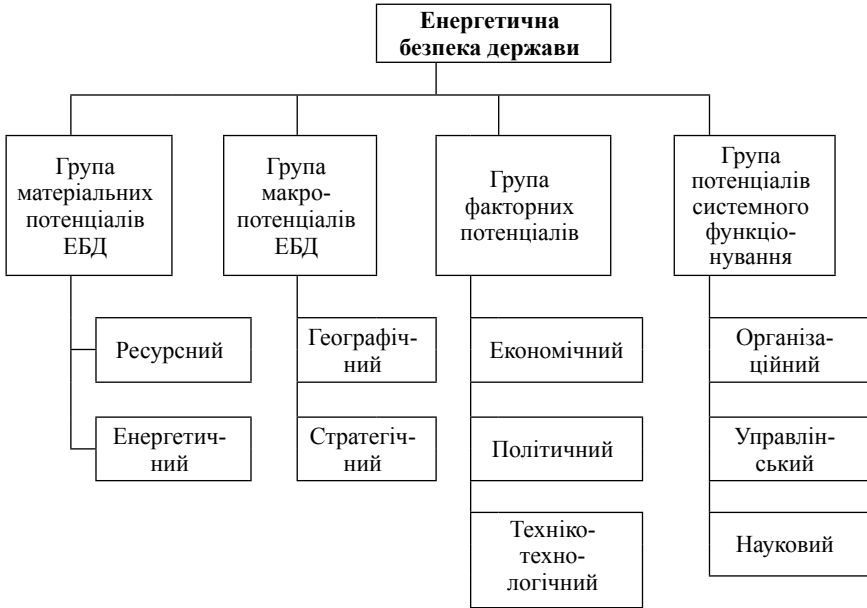 Енергетична
безпека держави
Група
матеріальних
потенціалів
ЕБД
Група
макро-
потенціалів
ЕБД
Група
факторних
потенціалів
Група
потенціалів
системного
функціо-
нування
Ресурсний
Енергетич-
ний
Географіч-
ний
Стратегіч-
ний
Економічний
Політичний
Техніко-
техно-
логічний
Організа-
ційний
Управлін-
ський
Науковий